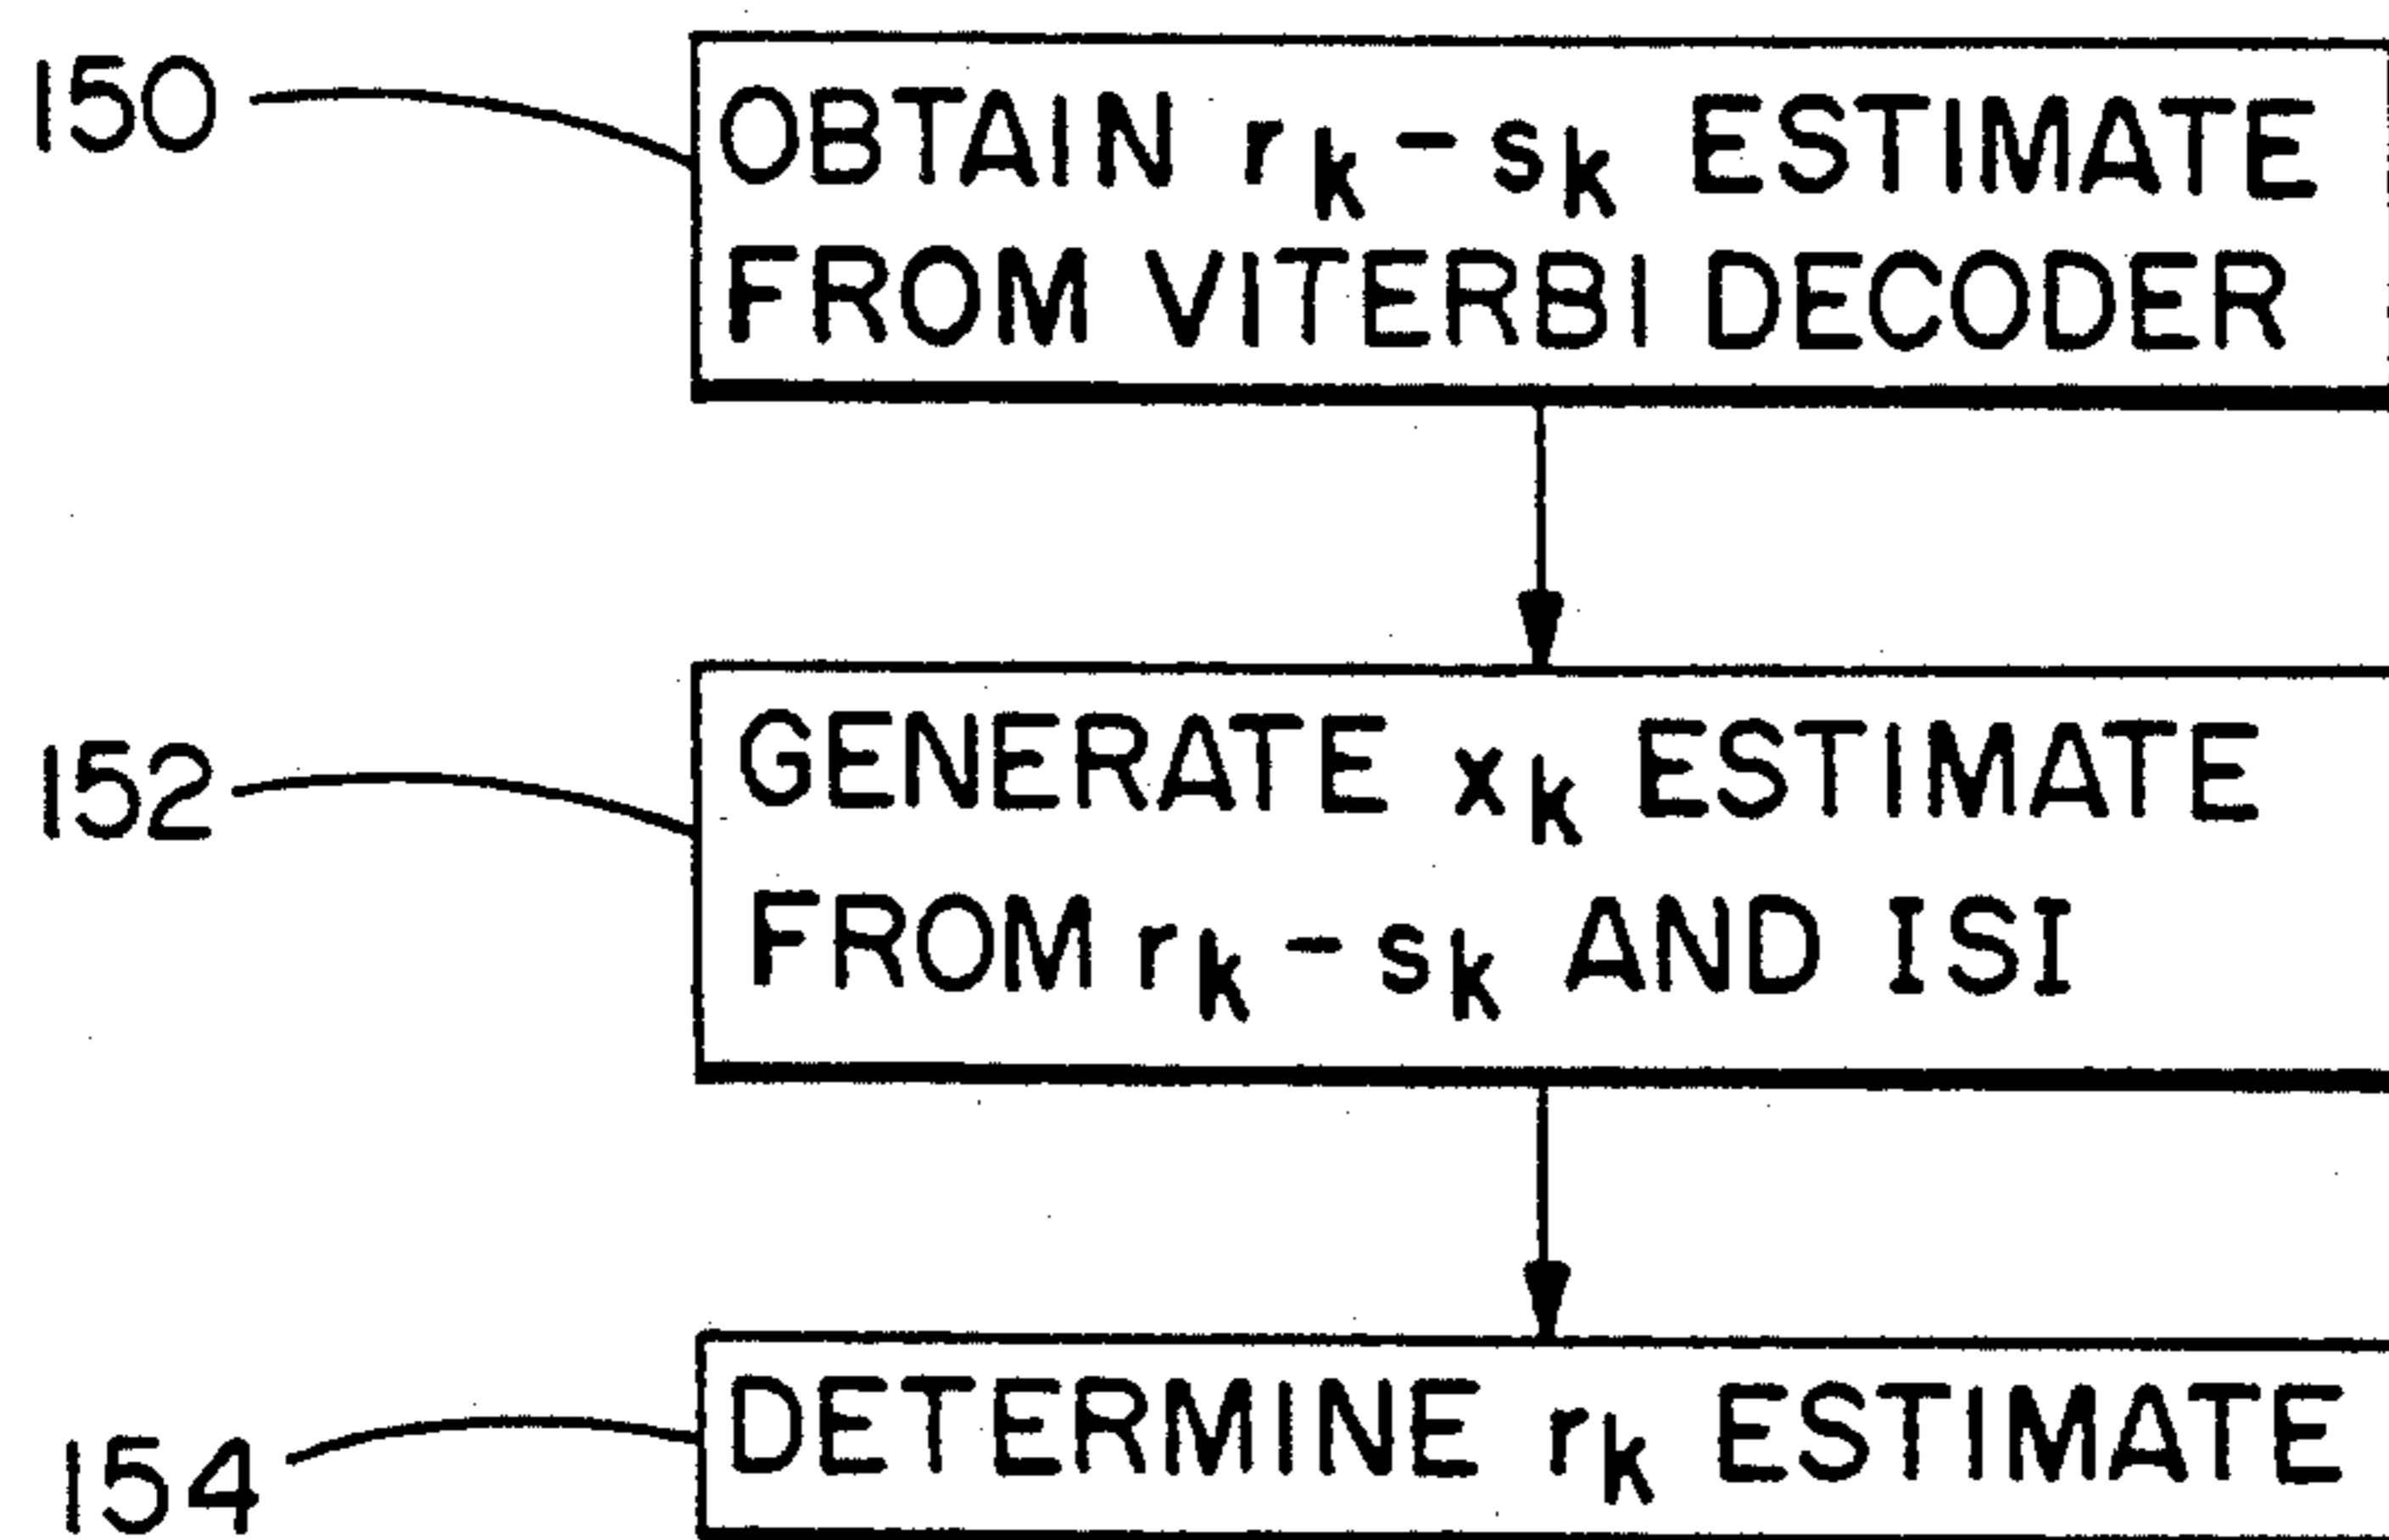 150
OBTAIN rk-sk ESTIMATE
FROM VITERBI DECODER
152
GENERATE xk ESTIMATE
FROM rk-sk AND ISI
154
DETERMINE rk ESTIMATE